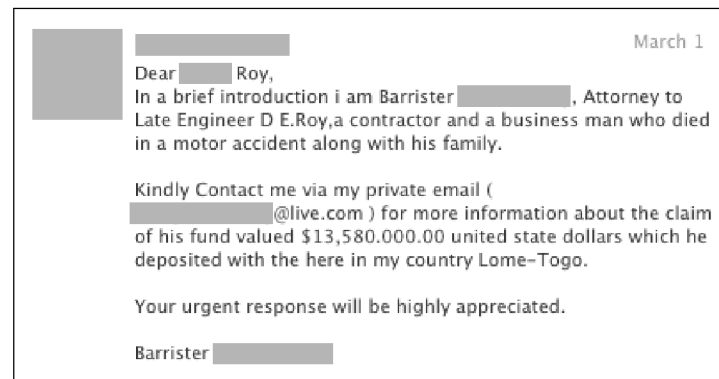 March 1
Dear Roy,
In a brief introduction i am Barrister , Attorney to
Late Engineer D E.Roy,a contractor and a business man who died
in a motor accident along with his family.
Kindly Contact me via my private email (
@live.com ) for more information about the claim
of his fund valued $13,580.000.00 united state dollars which he
deposited with the here in my country Lome-Togo.
Your urgent response will be highly appreciated.
Barrister